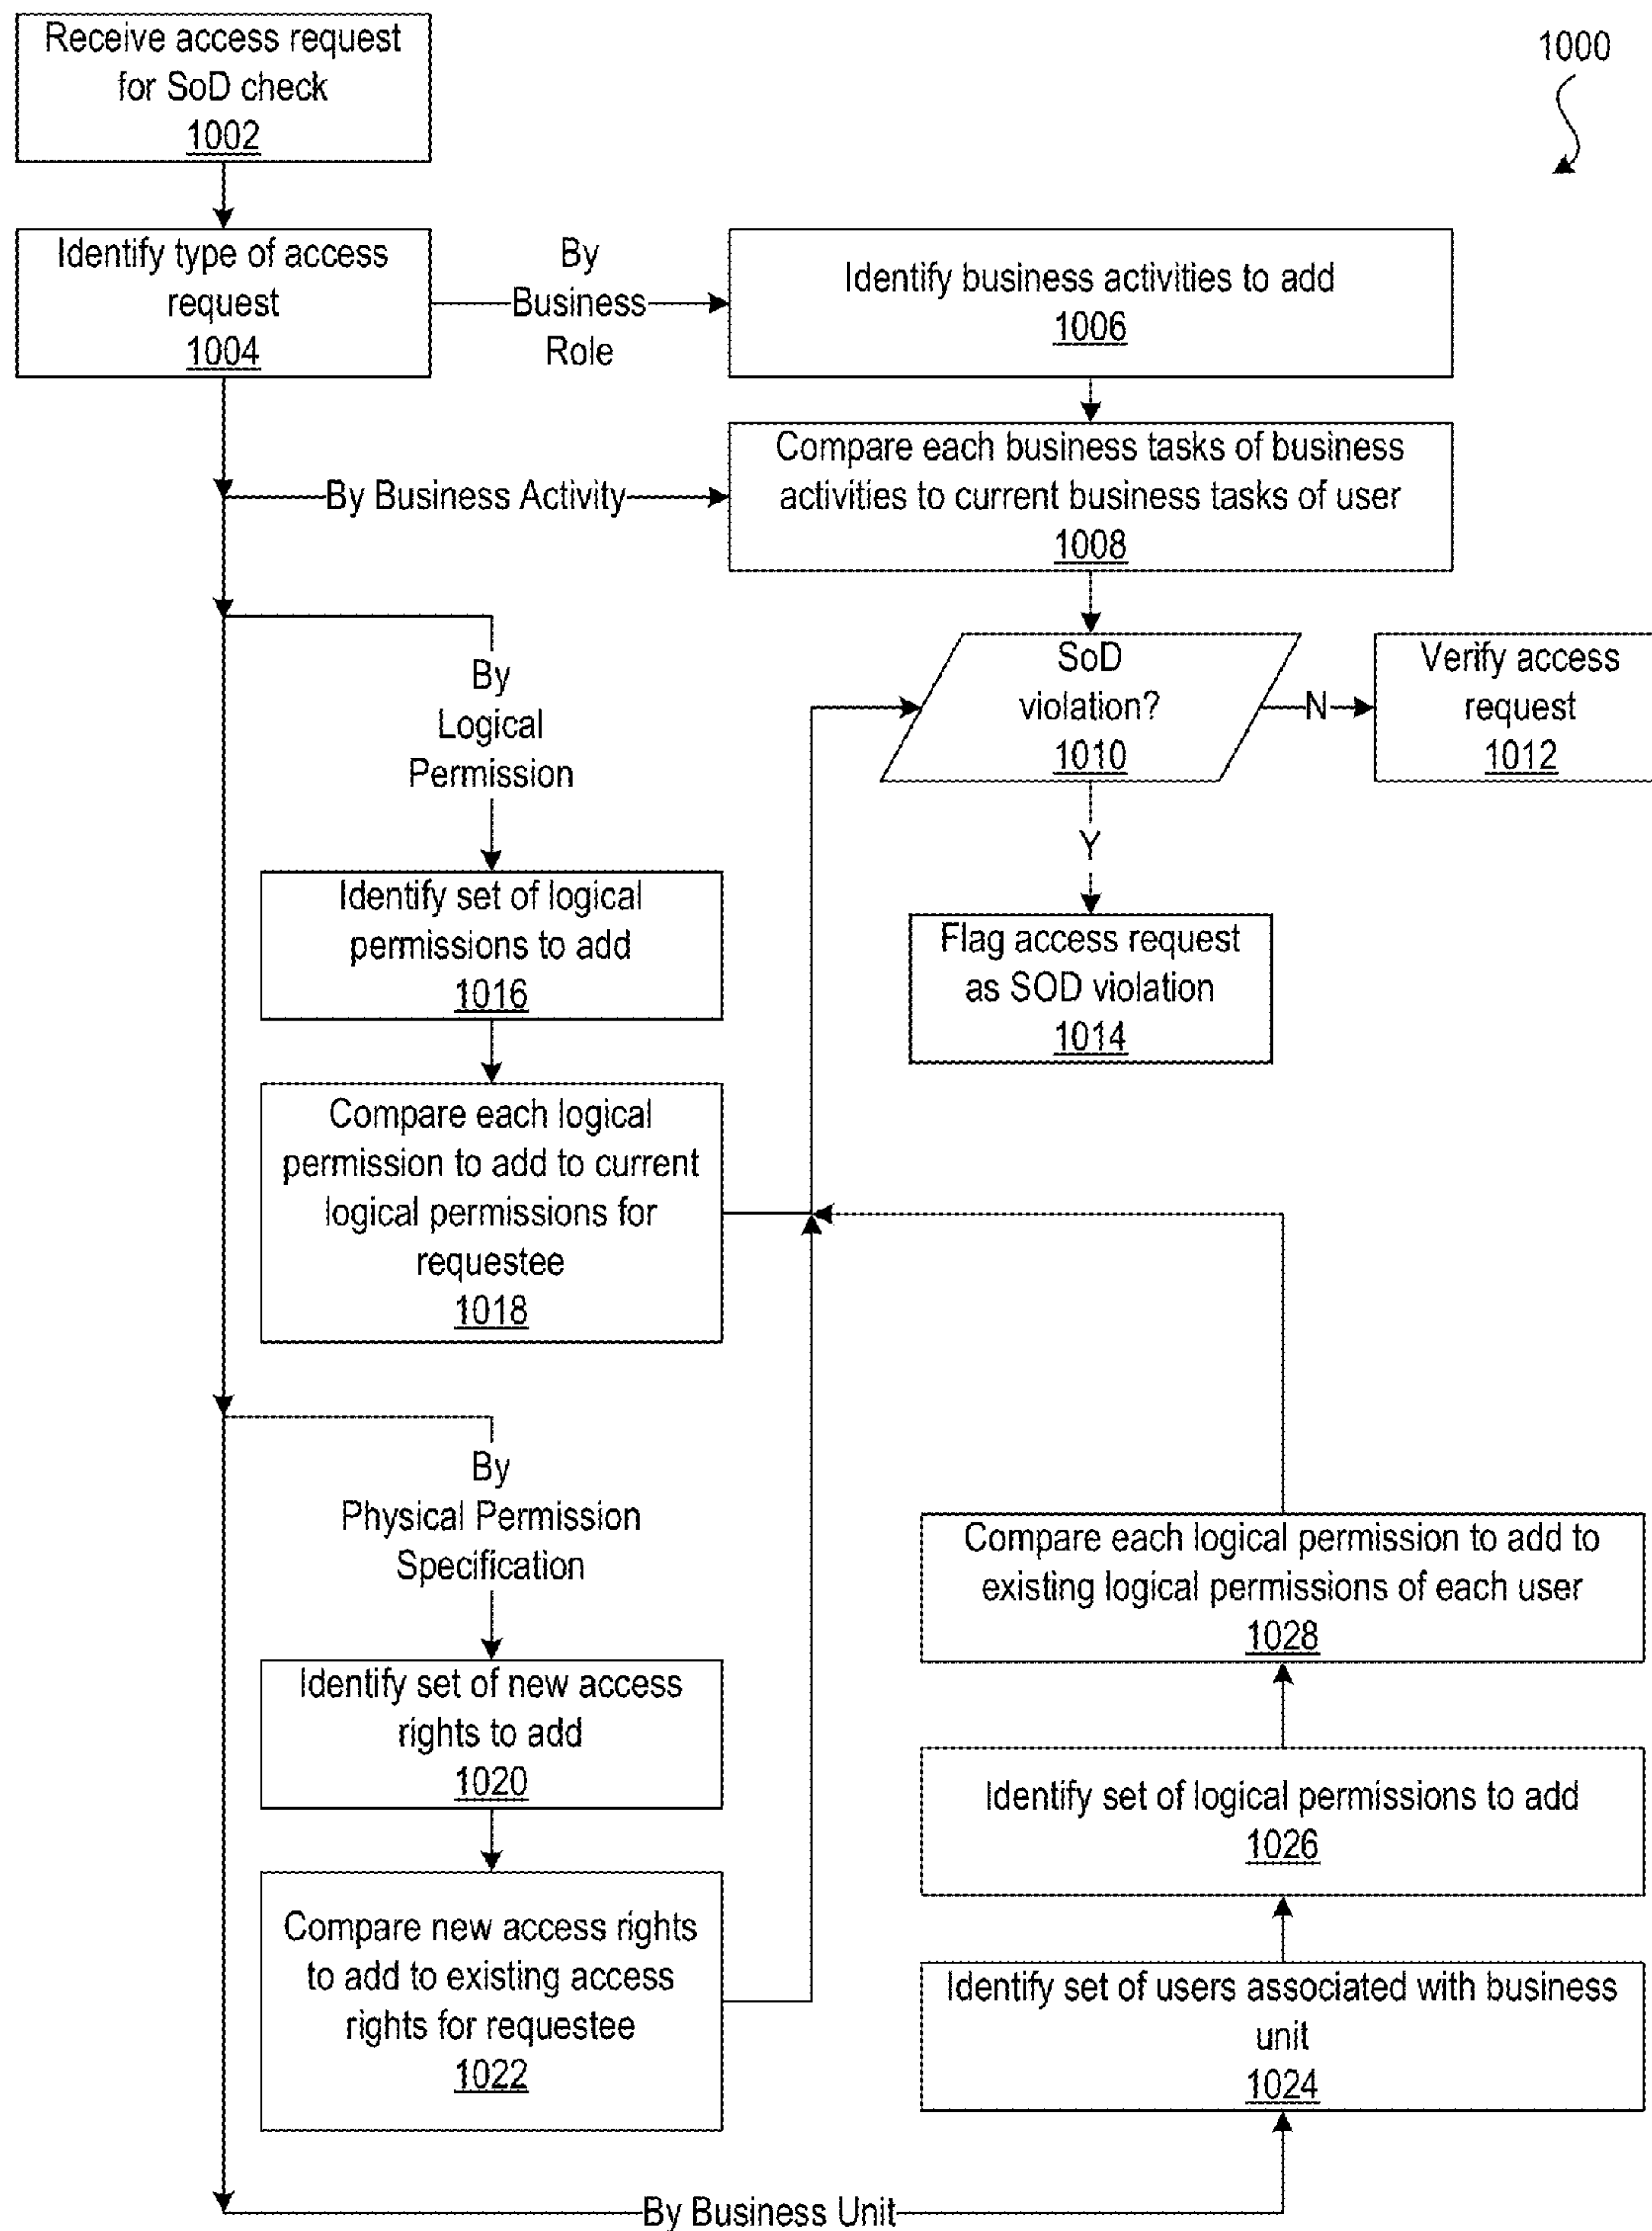 Receive access request
for SoD check
1002
1000
Identify type of access
request
1004
By
Business
Role
Identify business activities to add
1006
Compare each business tasks of business
activities to current business tasks of user
1008
By Business Activity
SoD
violation?
1010
N
Verify access
request
1012
Y
Flag access request
as SOD violation
1014
By
Logical
Permission
Identify set of logical
permissions to add
1016
Compare each logical
permission to add to current
logical permissions for
requestee
1018
By
Physical Permission
Specification
Identify set of new access
rights to add
1020
Compare new access rights
to add to existing access
rights for requestee
1022
Compare each logical permission to add to
existing logical permissions of each user
1028
Identify set of logical permissions to add
1026
Identify set of users associated with business
unit
1024
By Business Unit